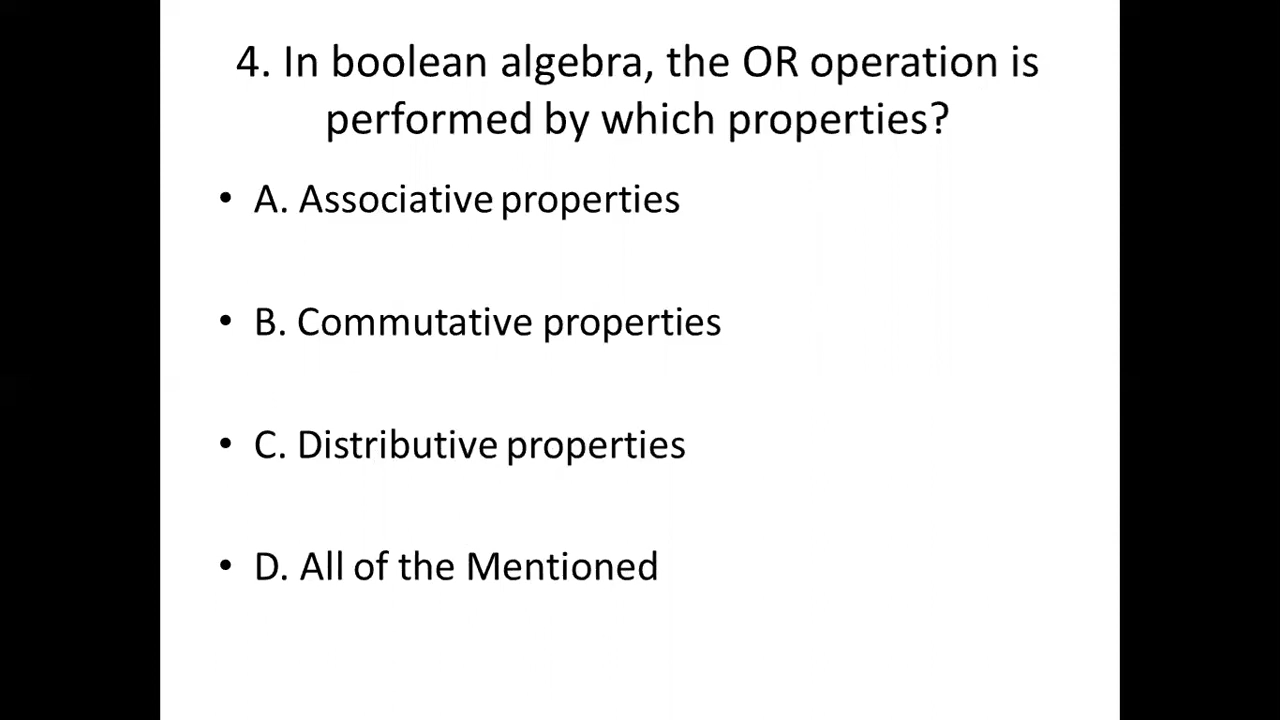 4. In boolean algebra, the OR operation is
performed by which properties?
• A. Associative properties
• B. Commutative properties
• C. Distributive properties
• D. All of the Mentioned